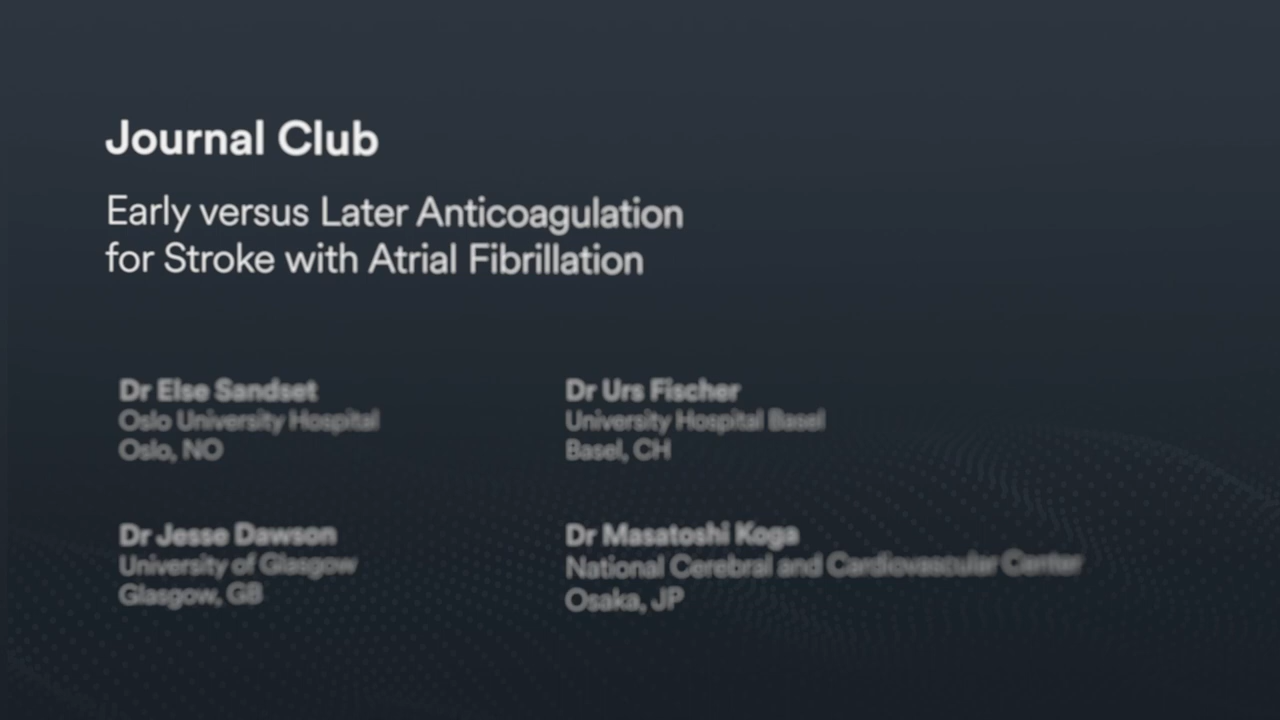 Journal Club
Early versus Later Anticoagulation
for Stroke with Atrial Fibrillation
Dr Else Sandset
Oslo University Hospital
Oslo, NO
Dr Urs Fischer
University Hospital Basel
Basel, CH
Dr Jesse Dawson
University of Glasgow
Glasgow, GB
Dr Masatoshi Koga
National Cerebral and Cardiovascular Center
Osaka, JP